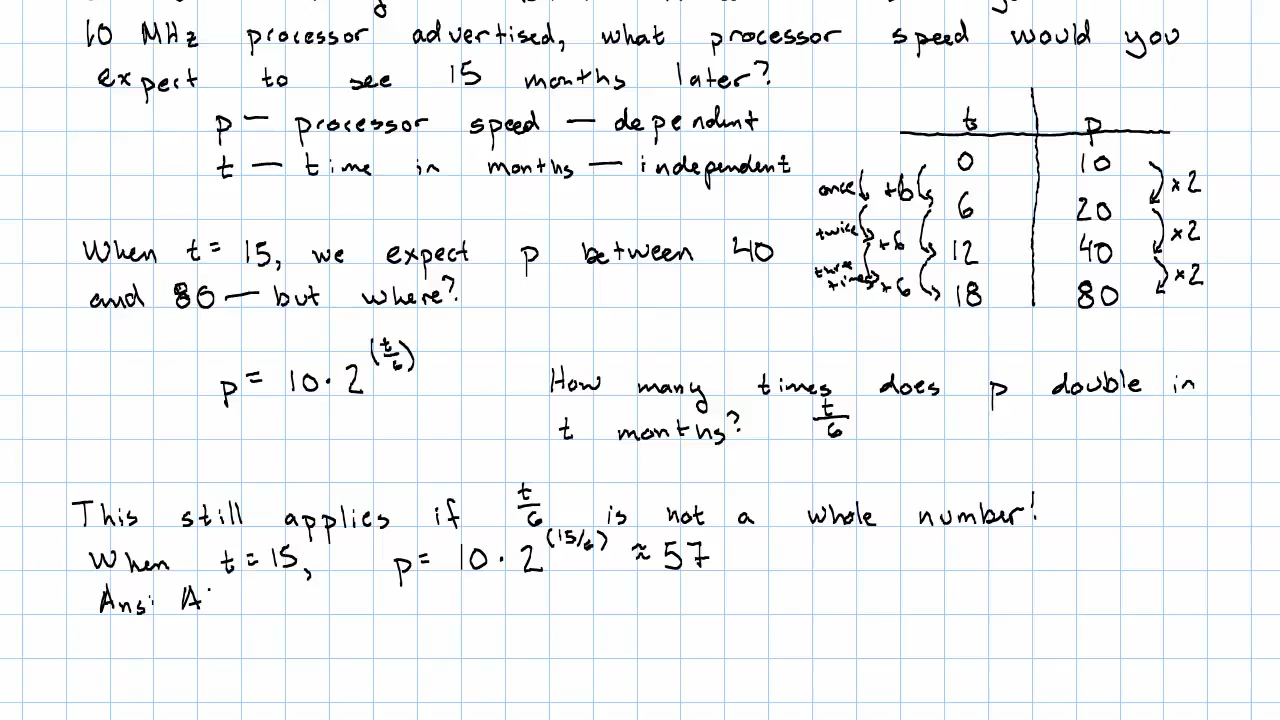 10 MHz processor advertised, what processor speed would you
expect to see 15 months later?
p — processor speed — dependent
t — time in months — independent
t p
0 10
6 20
12 40
18 80
once +6 ×2
twice +6 ×2
times +6 ×2
When t = 15, we expect p between 40
and 80 — but where?
p = 10 · 2^(t/6)
How many times does p double in
t months? t/6
This still applies if t/6 is not a whole number!
When t = 15, p = 10 · 2^(15/6) ≈ 57
Ans: A